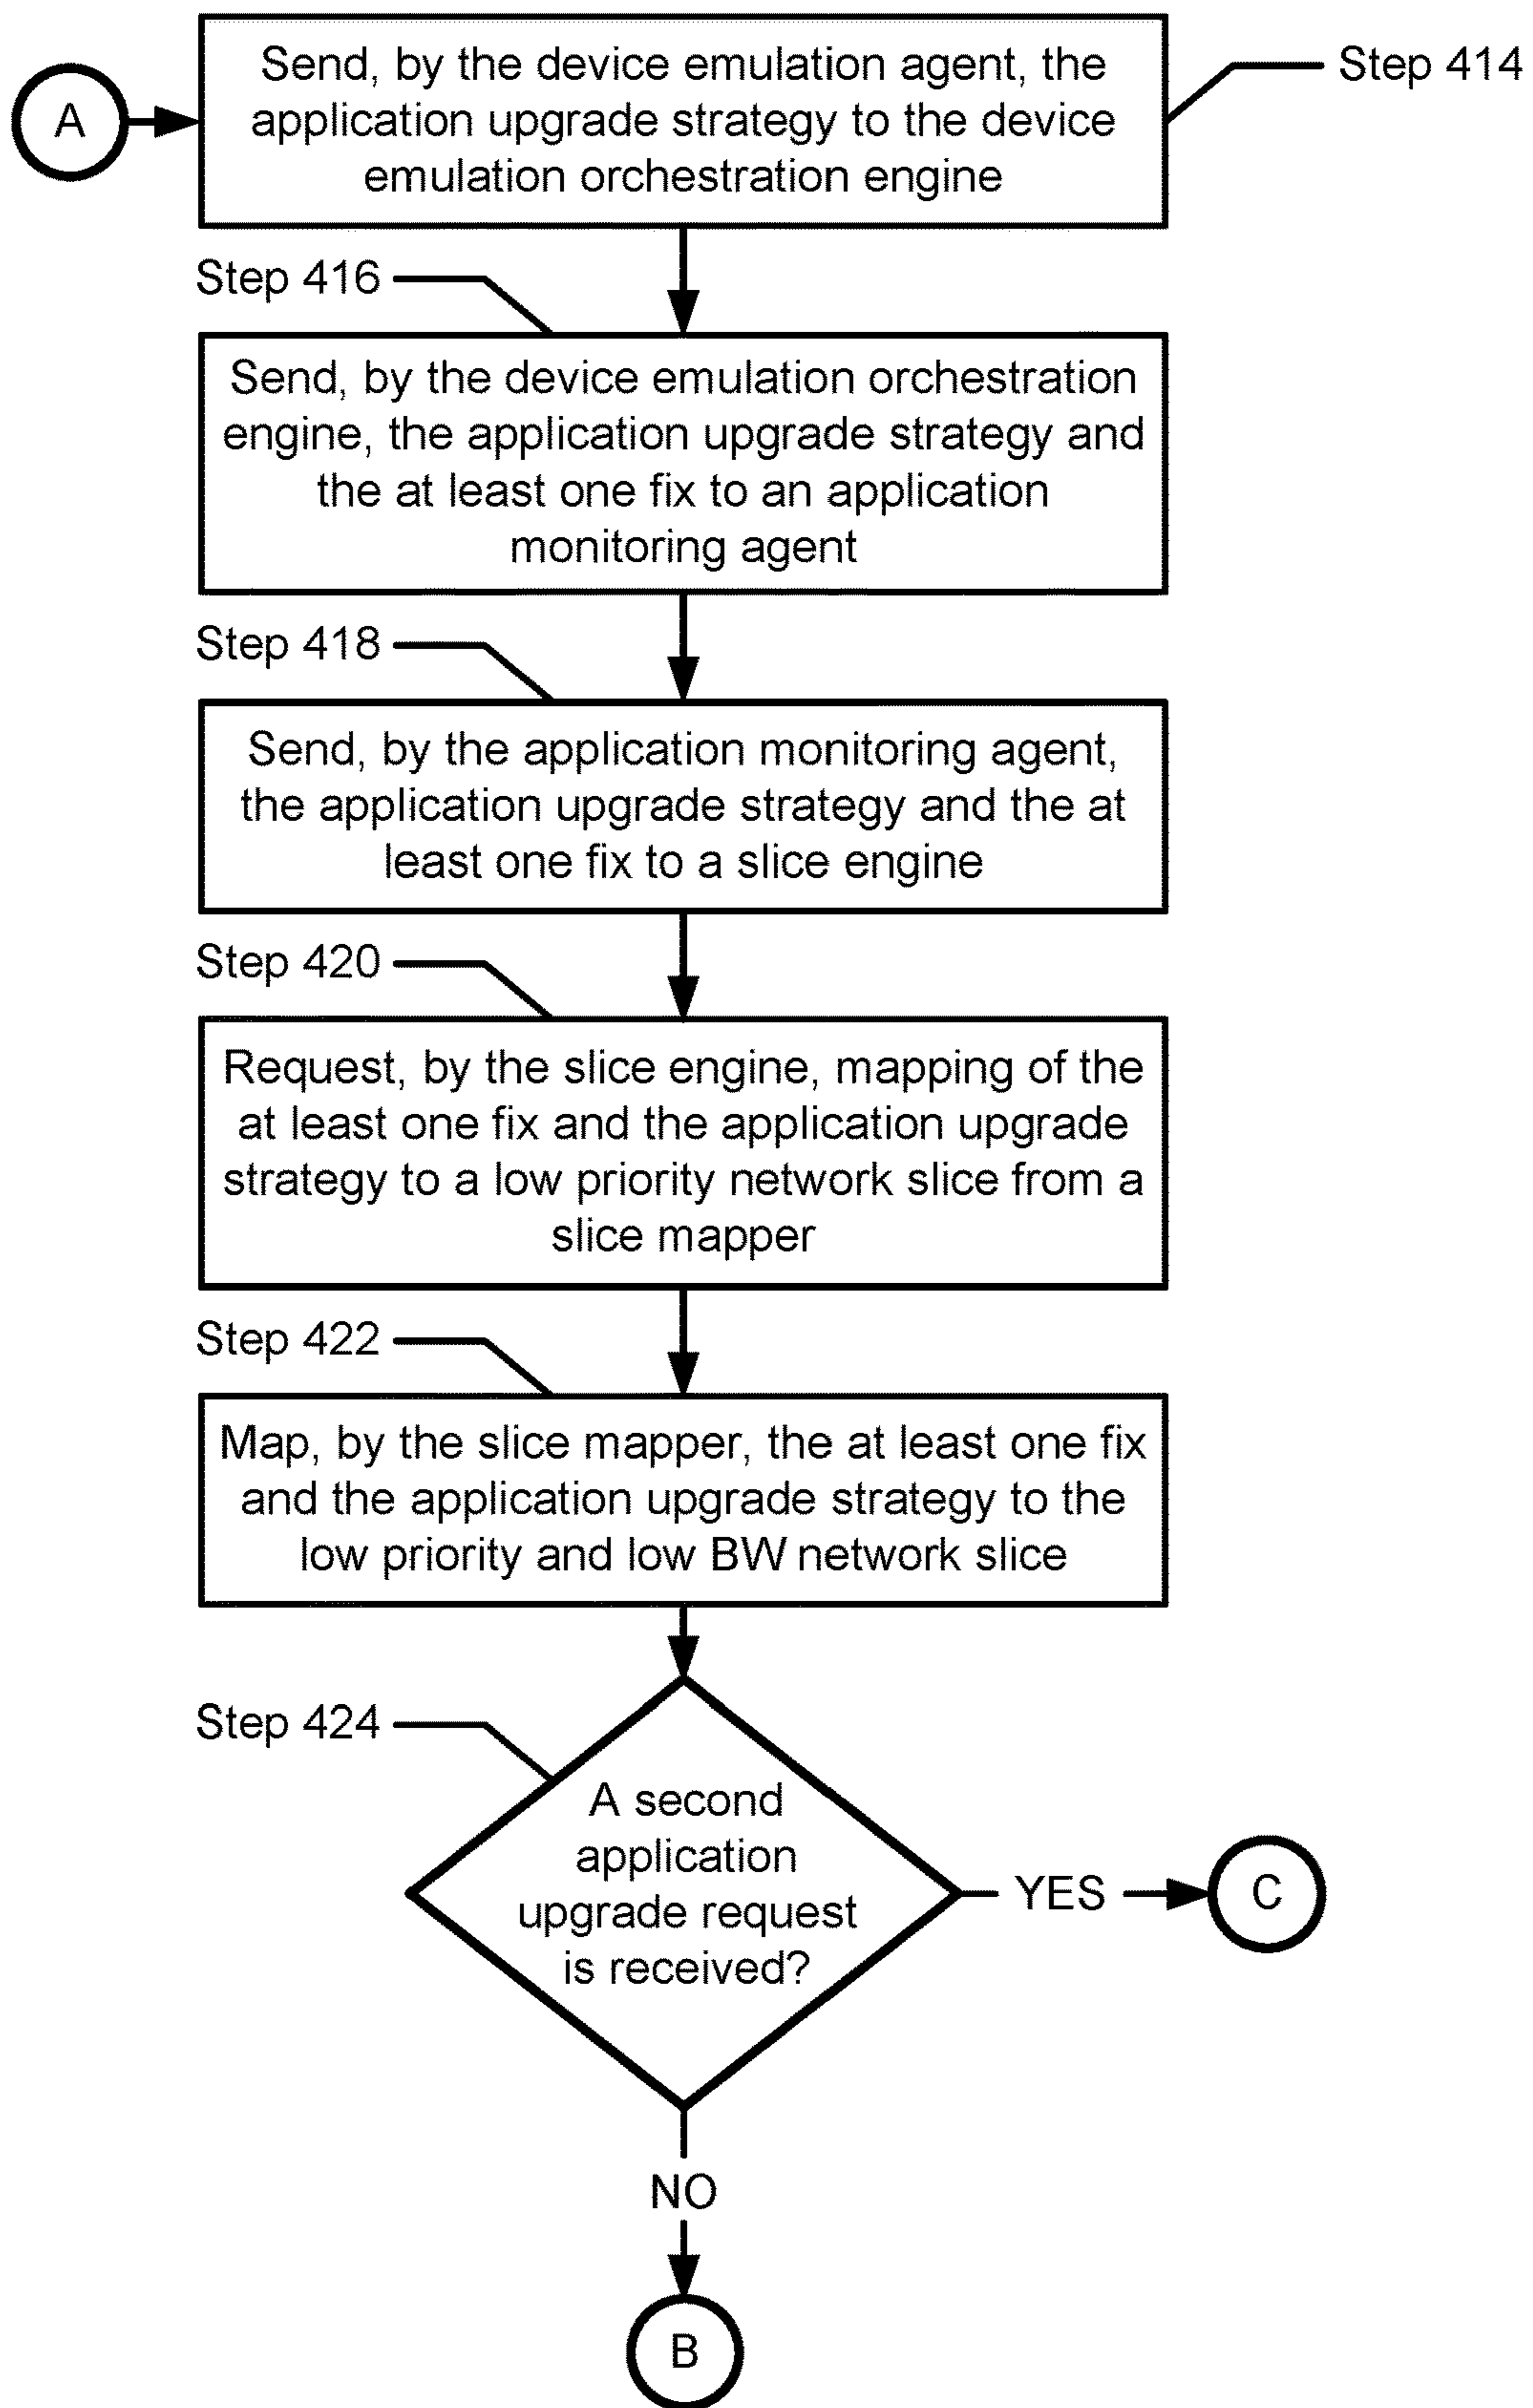 A
Send, by the device emulation agent, the
application upgrade strategy to the device
emulation orchestration engine
Step 414
Step 416
Send, by the device emulation orchestration
engine, the application upgrade strategy and
the at least one fix to an application
monitoring agent
Step 418
Send, by the application monitoring agent,
the application upgrade strategy and the at
least one fix to a slice engine
Step 420
Request, by the slice engine, mapping of the
at least one fix and the application upgrade
strategy to a low priority network slice from a
slice mapper
Step 422
Map, by the slice mapper, the at least one fix
and the application upgrade strategy to the
low priority and low BW network slice
Step 424
A second
application
upgrade request
is received?
YES
C
NO
B